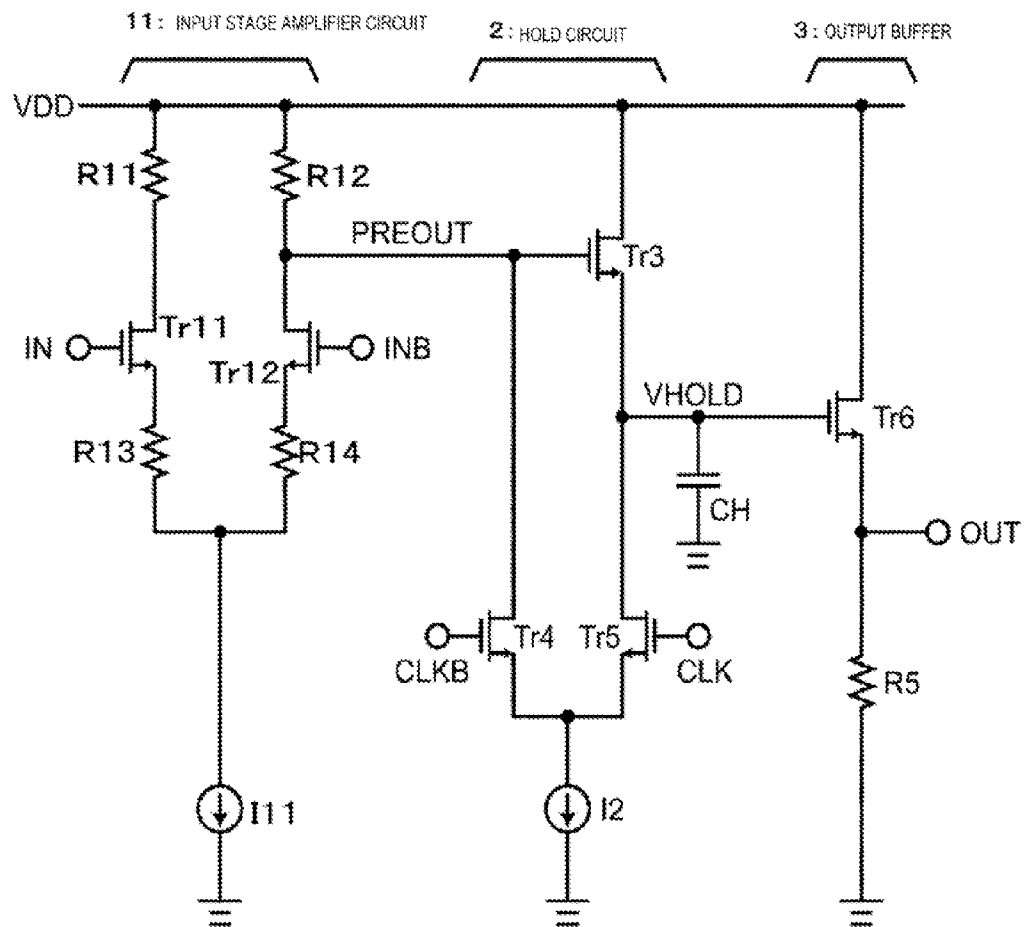 11 : INPUT STAGE AMPLIFIER CIRCUIT
2 : HOLD CIRCUIT
3 : OUTPUT BUFFER
VDD
R11
R12
PREOUT
Tr3
IN
Tr11
Tr12
INB
VHOLD
Tr6
R13
R14
CH
OUT
CLKB
Tr4
Tr5
CLK
R5
I11
I2